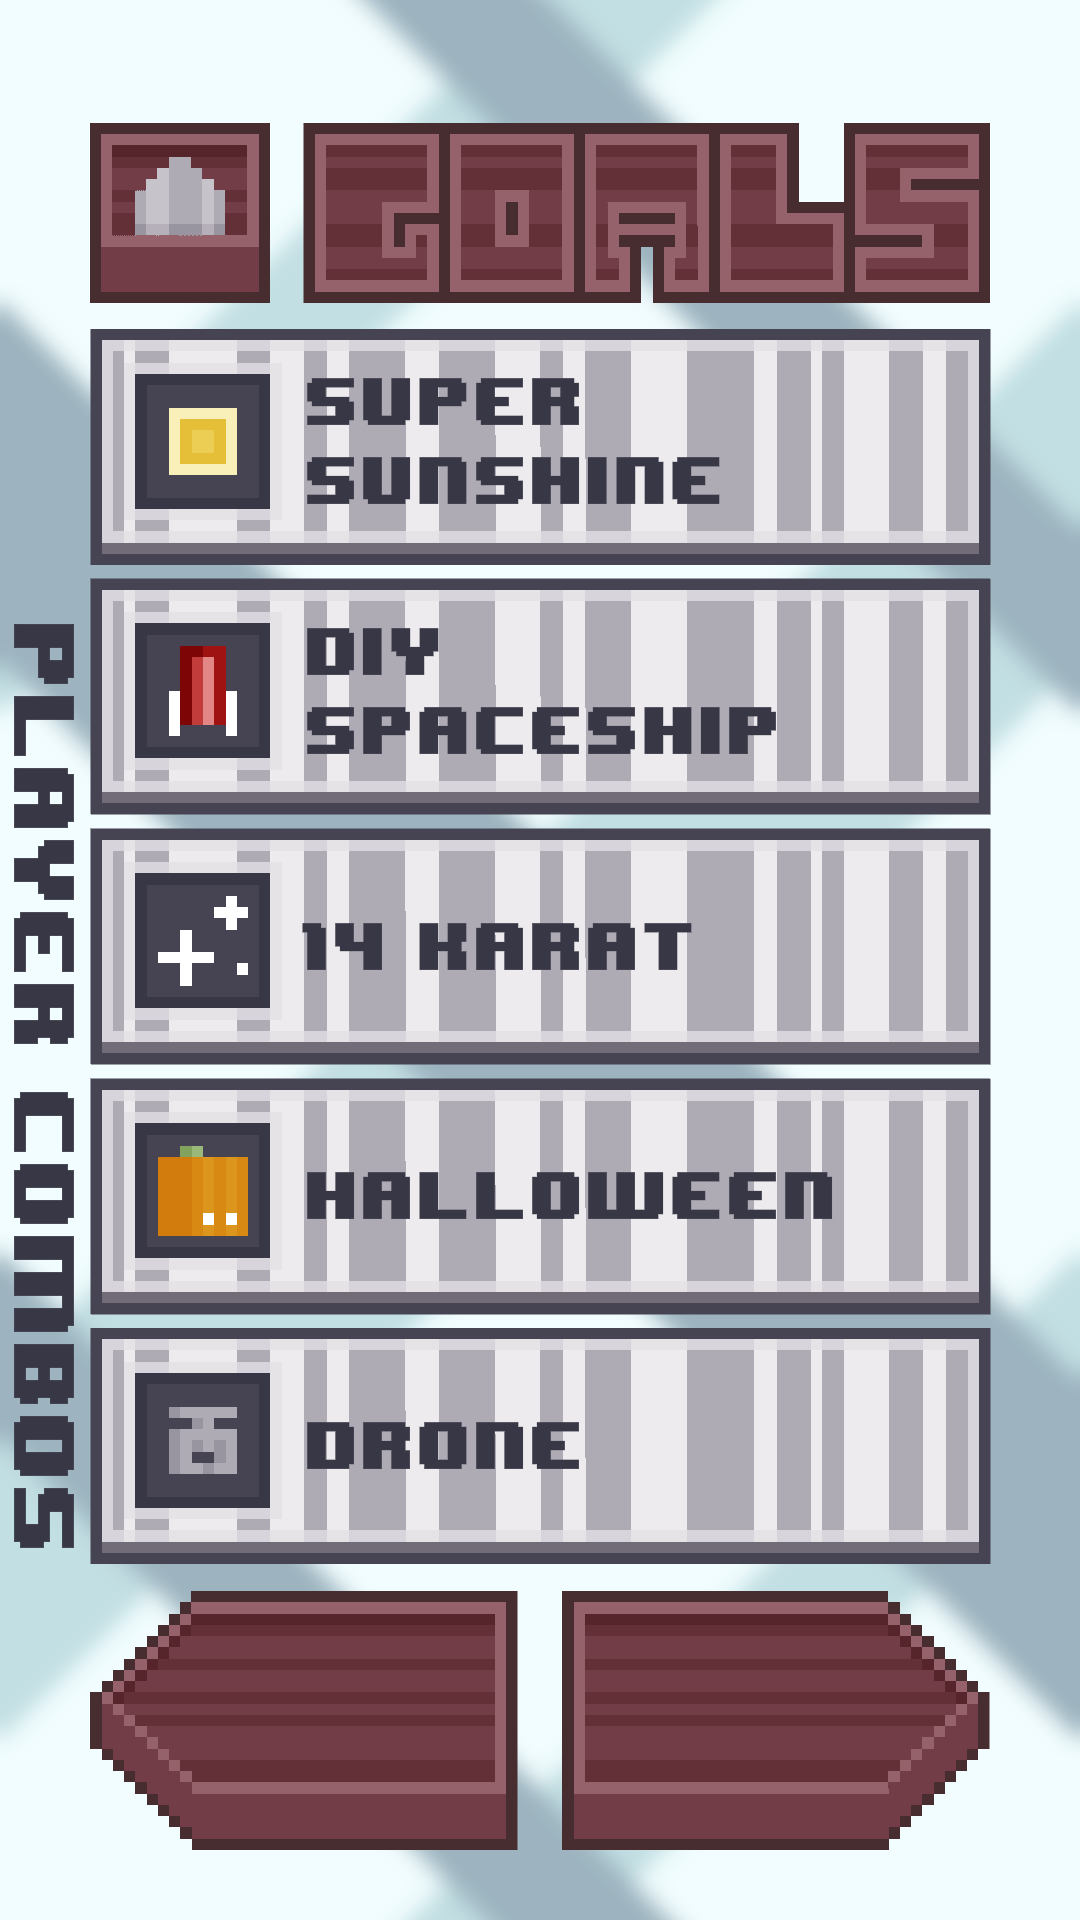 GOALS
SUPER
SUNSHINE
DIY
SPACESHIP
14 KARAT
HALLOWEEN
DRONE
PLAYER COMBOS